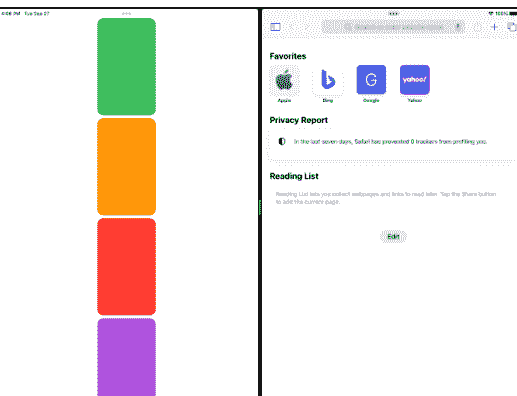 Tue Sep 27
100%
Favorites
Apple
Bing
G
Google
yahoo!
Yahoo
Privacy Report
In the last seven days, Safari has prevented 0 trackers from profiling you.
Reading List
Reading List lets you collect webpages and links to read later. Tap the Share button
to add the current page.
Edit